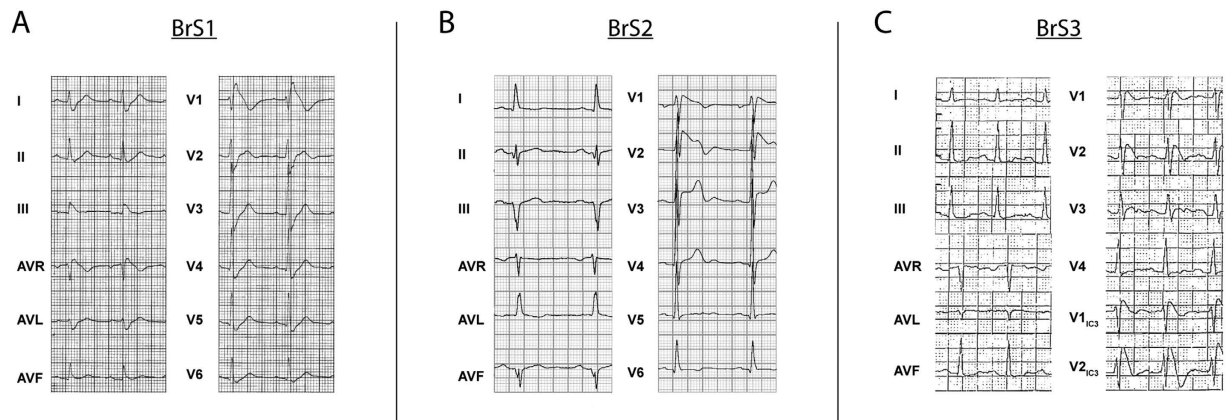 A
BrS1
I
II
III
AVR
AVL
AVF
V1
V2
V3
V4
V5
V6
B
BrS2
I
II
III
AVR
AVL
AVF
V1
V2
V3
V4
V5
V6
C
BrS3
I
II
III
AVR
AVL
AVF
V1
V2
V3
V4
V1IC3
V2IC3